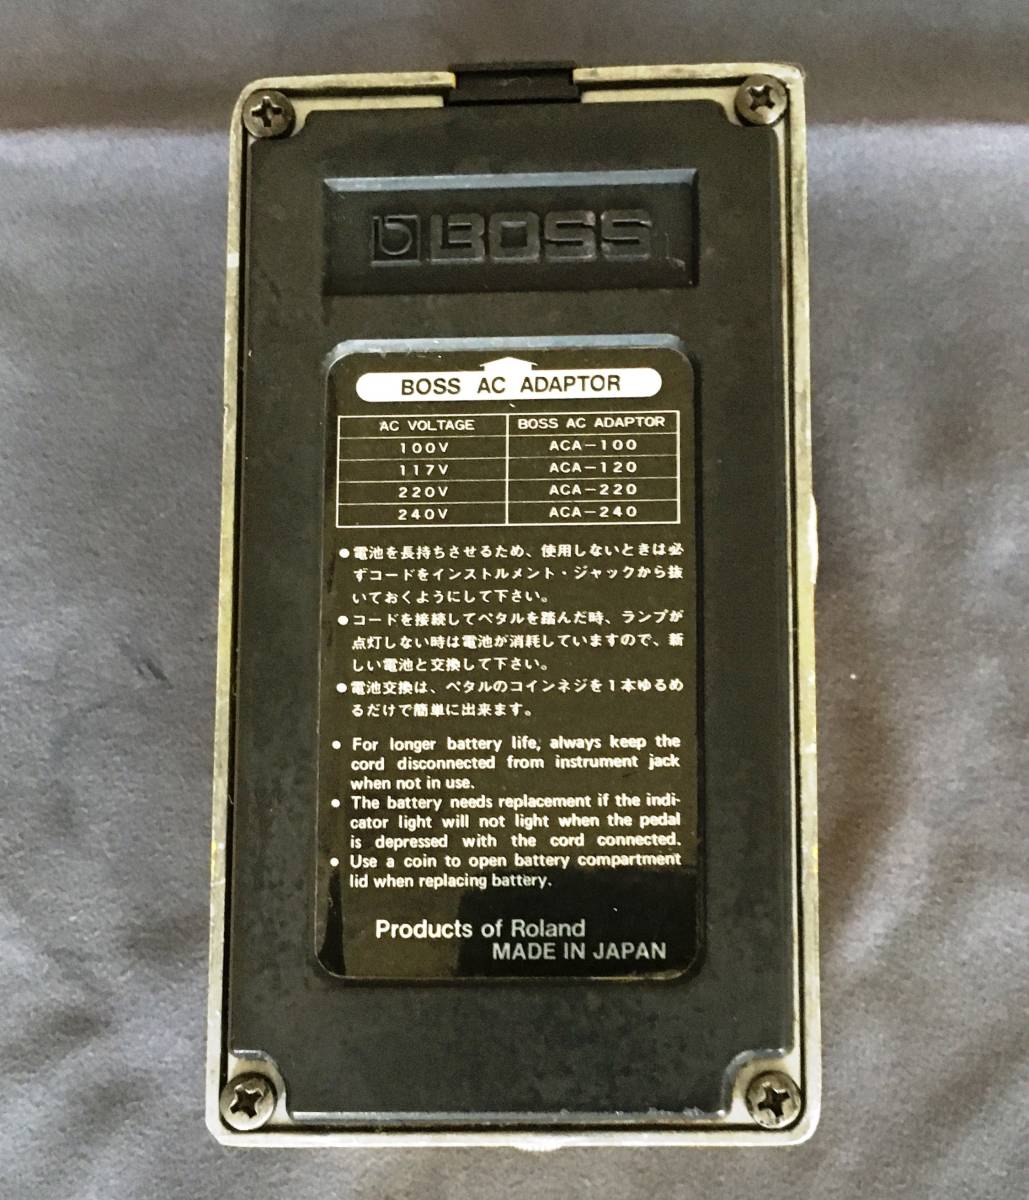 BOSS
BOSS AC ADAPTOR
AC VOLTAGE BOSS AC ADAPTOR
100V ACA-100
117V ACA-120
220V ACA-220
240V ACA-240
●電池を長持ちさせるため、使用しないときは必
ずコードをインストルメント・ジャックから抜
いておくようにして下さい。
●コードを接続してペタルを踏んだ時、ランプが
点灯しない時は電池が消耗していますので、新
しい電池と交換して下さい。
●電池交換は、ペタルのコインネジを1本ゆるめ
るだけで簡単に出来ます。
● For longer battery life, always keep the
cord disconnected from instrument jack
when not in use.
● The battery needs replacement if the indi-
cator light will not light when the pedal
is depressed with the cord connected.
● Use a coin to open battery compartment
lid when replacing battery.
Products of Roland
MADE IN JAPAN